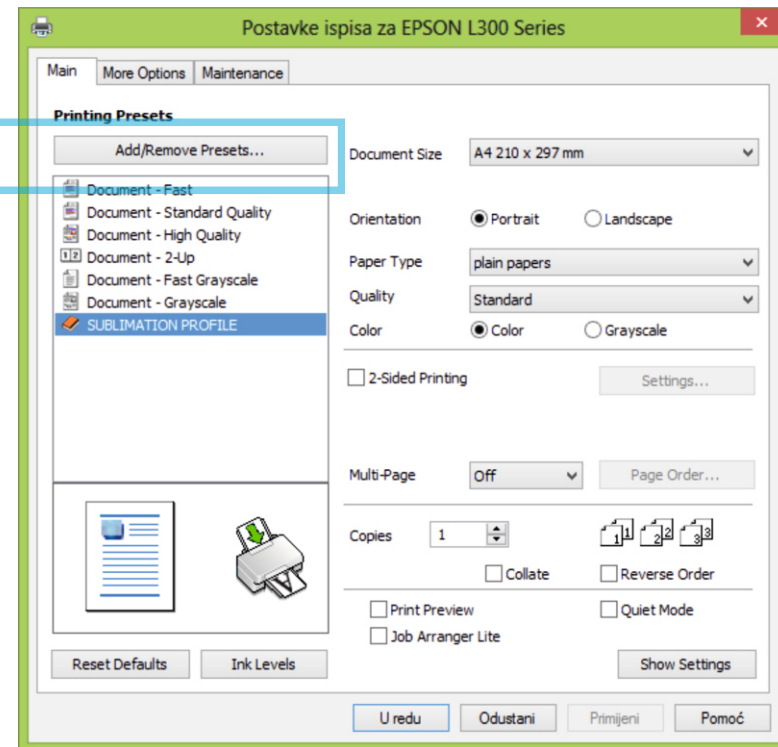 Postavke ispisa za EPSON L300 Series
Main More Options Maintenance
Printing Presets
Add/Remove Presets...
Document - Fast
Document - Standard Quality
Document - High Quality
Document - 2-Up
Document - Fast Grayscale
Document - Grayscale
SUBLIMATION PROFILE
Document Size A4 210 x 297 mm
Orientation Portrait Landscape
Paper Type plain papers
Quality Standard
Color Color Grayscale
2-Sided Printing Settings...
Multi-Page Off Page Order...
Copies 1
Collate Reverse Order
Print Preview Quiet Mode
Job Arranger Lite
Reset Defaults Ink Levels Show Settings
U redu Odustani Primijeni Pomoć